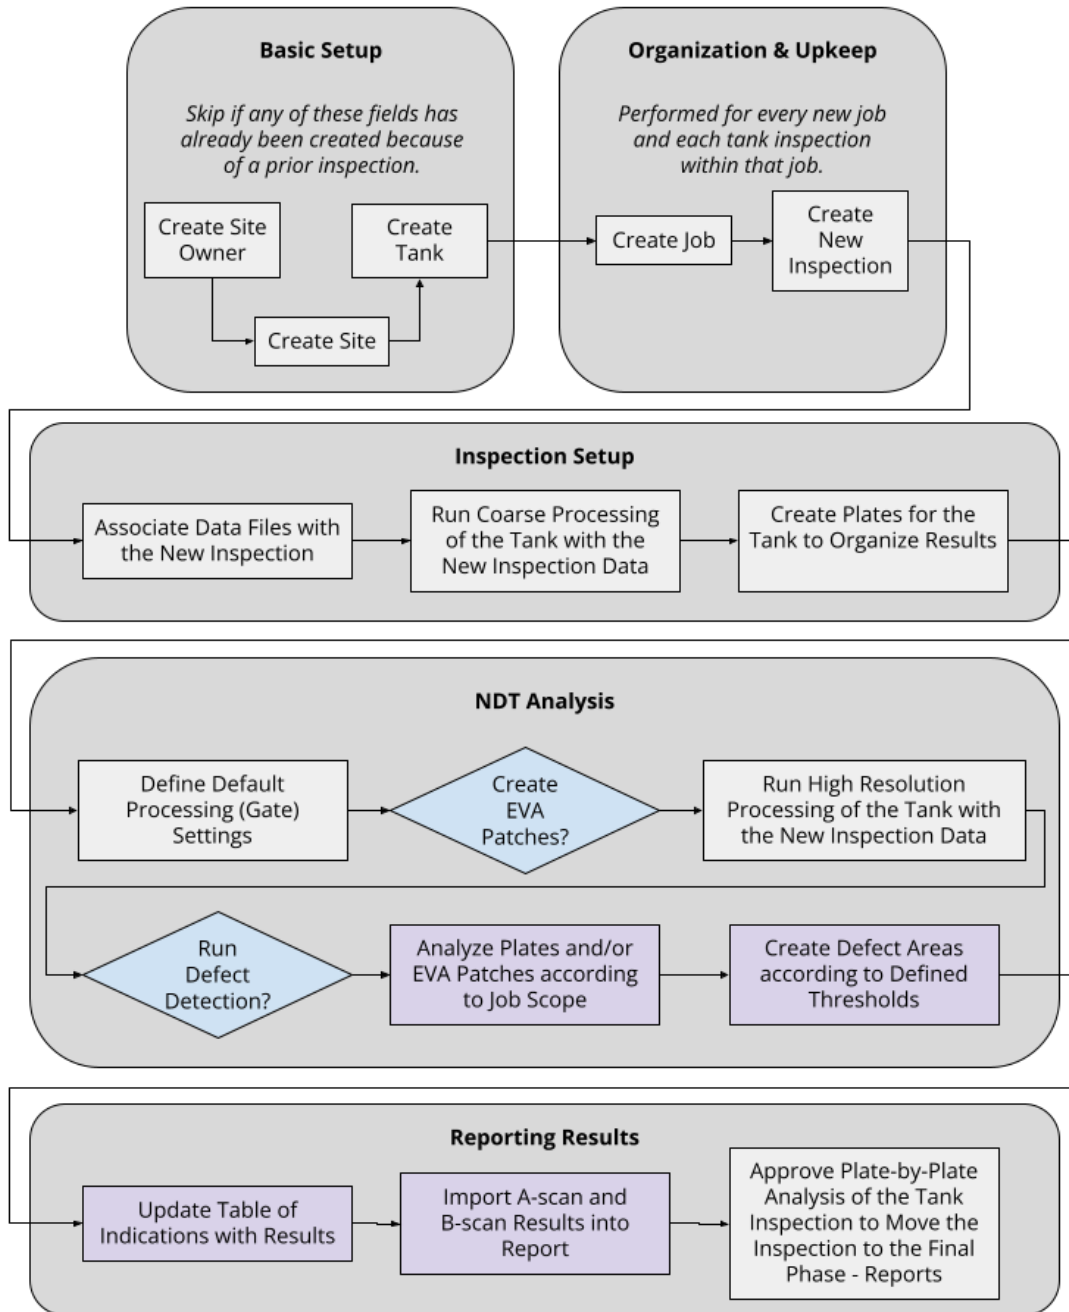 Basic Setup
Skip if any of these fields has
already been created because
of a prior inspection.
Create Site
Owner
Create
Tank
Create Site
Organization & Upkeep
Performed for every new job
and each tank inspection
within that job.
Create Job
Create
New
Inspection
Inspection Setup
Associate Data Files with
the New Inspection
Run Coarse Processing
of the Tank with the
New Inspection Data
Create Plates for the
Tank to Organize Results
NDT Analysis
Define Default
Processing (Gate)
Settings
Create
EVA
Patches?
Run High Resolution
Processing of the Tank with
the New Inspection Data
Run
Defect
Detection?
Analyze Plates and/or
EVA Patches according
to Job Scope
Create Defect Areas
according to Defined
Thresholds
Reporting Results
Update Table of
Indications with Results
Import A-scan and
B-scan Results into
Report
Approve Plate-by-Plate
Analysis of the Tank
Inspection to Move the
Inspection to the Final
Phase - Reports